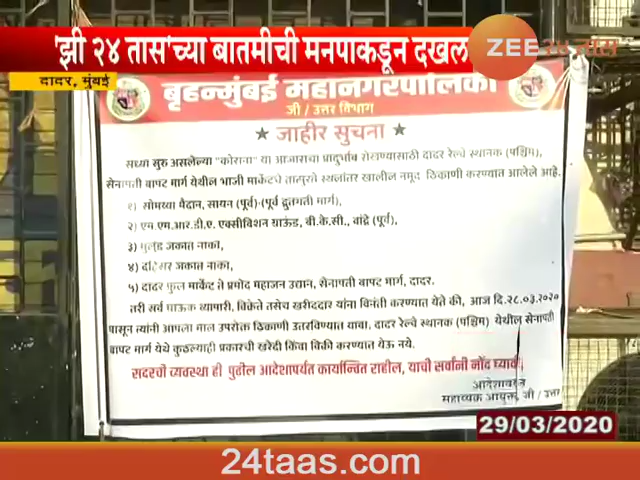 'झी २४ तास'च्या बातमीची मनपाकडून दखल
ZEE २४ तास
दादर, मुंबई
बृहन्मुंबई महानगरपालिका
जी / उत्तर विभाग
★ जाहीर सुचना ★
सध्या सुरु असलेल्या "कोरोना" या आजाराचा प्रादुर्भाव रोखण्यासाठी दादर रेल्वे स्थानक (पश्चिम),
सेनापती बापट मार्ग येथील भाजी मार्केटचे तात्पुरते स्थलांतर खालील नमूद ठिकाणी करण्यात आलेले आहे.
१) सोमय्या मैदान, सायन (पूर्व)-(पूर्व द्रुतगती मार्ग),
२) एम.एम.आर.डी.ए. एक्सीबिशन ग्राऊंड, बी.के.सी., वांद्रे (पूर्व),
३) मुलुंड जकात नाका,
४) दहिसर जकात नाका,
५) दादर फुल मार्केट ते प्रमोद महाजन उद्यान, सेनापती बापट मार्ग, दादर.
तरी सर्व घाऊक व्यापारी, विक्रेते तसेच खरीददार यांना विनंती करण्यात येते की, आज दि.२८.०३.२०२०
पासून त्यांनी आपला माल उपरोक्त ठिकाणी उतरविण्यात यावा, दादर रेल्वे स्थानक (पश्चिम) येथील सेनापती
बापट मार्ग येथे कुठल्याही प्रकारची खरेदी किंवा विक्री करण्यात येऊ नये.
सदरची व्यवस्था ही पुढील आदेशापर्यंत कार्यान्वित राहील, याची सर्वांनी नोंद घ्यावी.
आदेशावरुन
महाय्यक आयुक्त, जी / उत्तर
29/03/2020
24taas.com